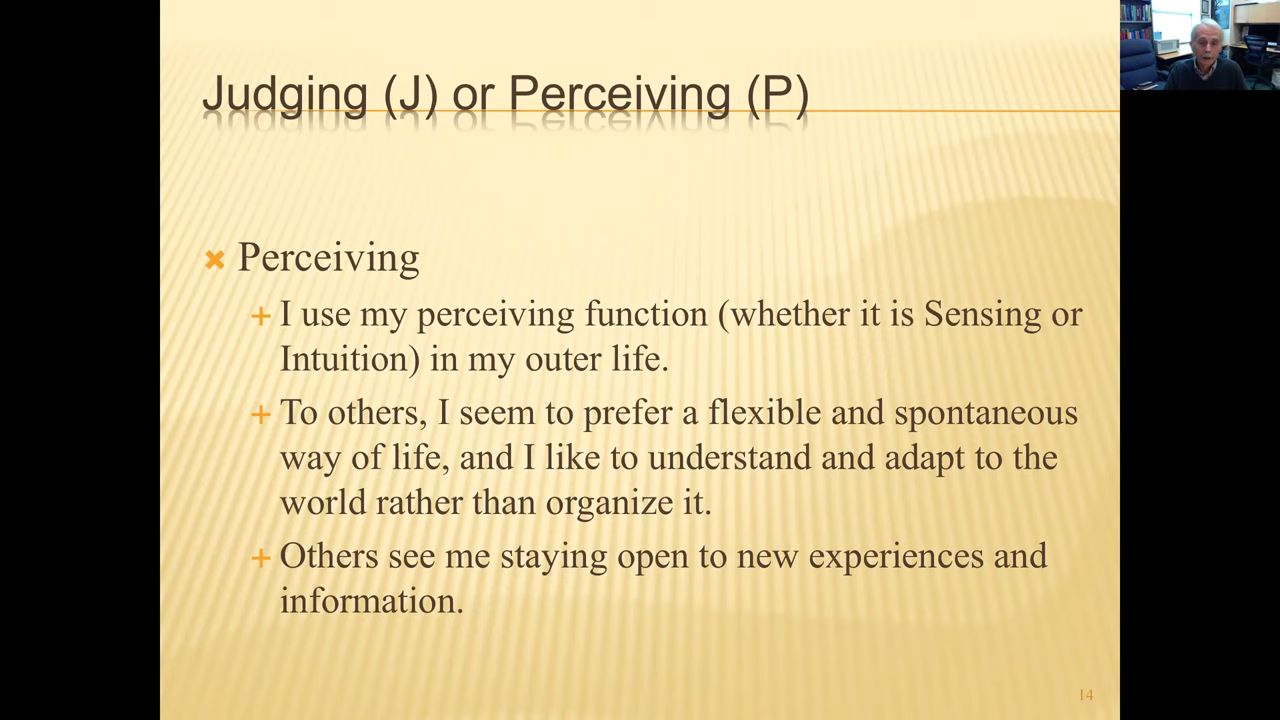 Judging (J) or Perceiving (P)
Perceiving
I use my perceiving function (whether it is Sensing or
Intuition) in my outer life.
To others, I seem to prefer a flexible and spontaneous
way of life, and I like to understand and adapt to the
world rather than organize it.
Others see me staying open to new experiences and
information.
14